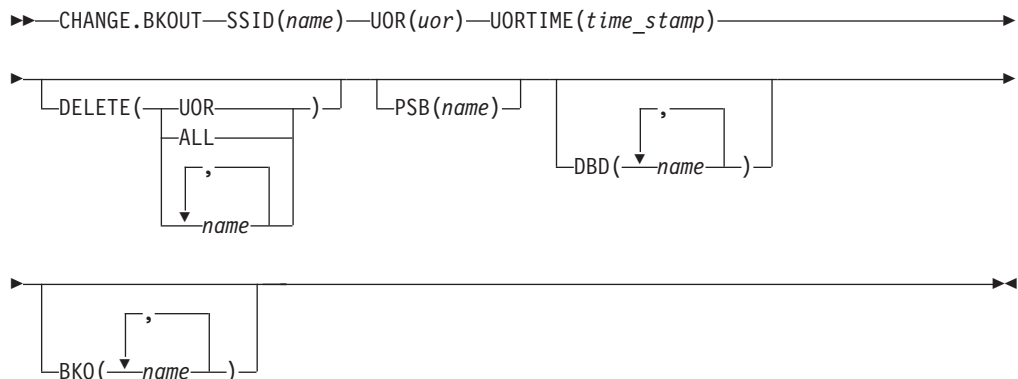 CHANGE.BKOUT SSID(name) UOR(uor) UORTIME(time_stamp)
DELETE( UOR ) PSB(name)
ALL ,
, DBD( name )
name
,
BKO( name )